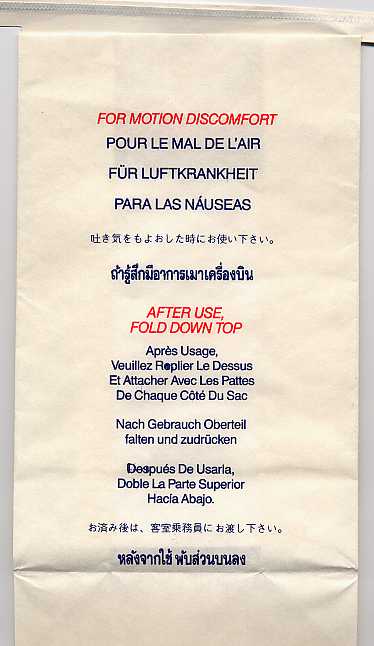 FOR MOTION DISCOMFORT
POUR LE MAL DE L'AIR
FÜR LUFTKRANKHEIT
PARA LAS NÁUSEAS
吐き気をもよおした時にお使い下さい。
ถ้ารู้สึกมีอาการเมาเครื่องบิน
AFTER USE,
FOLD DOWN TOP
Après Usage,
Veuillez Replier Le Dessus
Et Attacher Avec Les Pattes
De Chaque Côté Du Sac
Nach Gebrauch Oberteil
falten und zudrücken
Después De Usarla,
Doble La Parte Superior
Hacía Abajo.
お済み後は、客室乗務員にお渡し下さい。
หลังจากใช้ พับส่วนบนลง